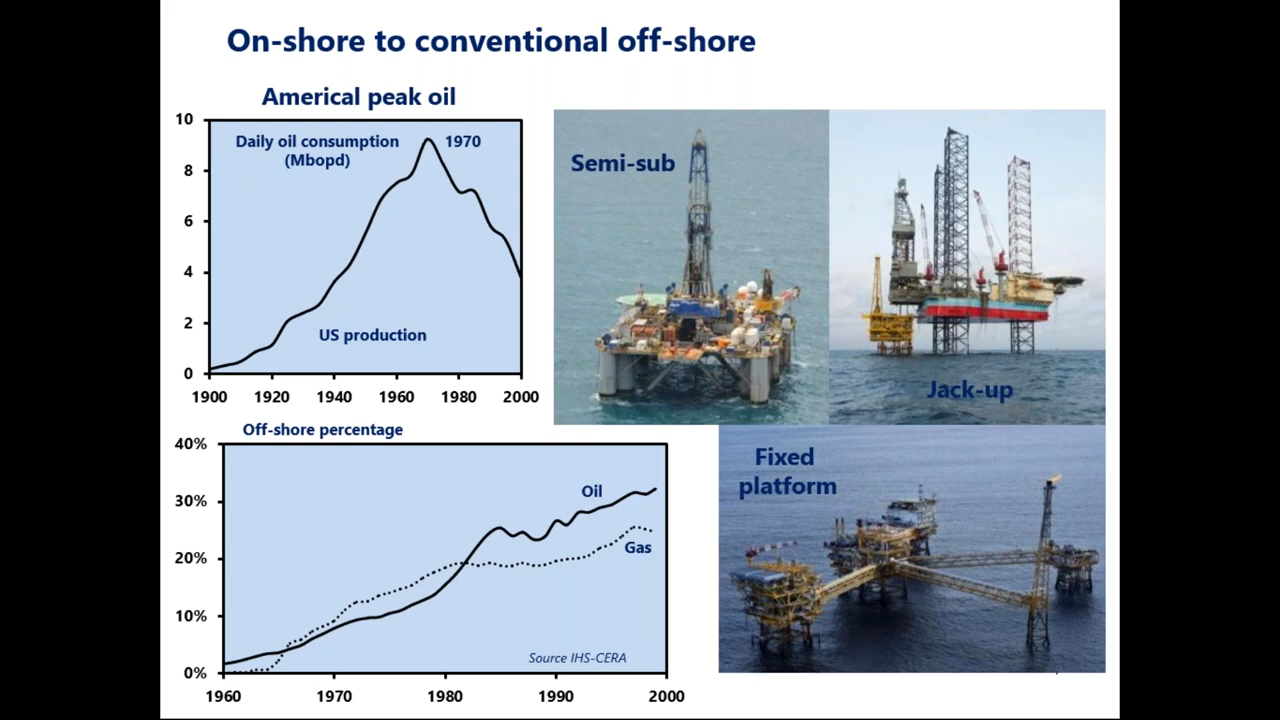 On-shore to conventional off-shore
Americal peak oil
10
8
6
4
2
0
Daily oil consumption
(Mbopd)
1970
US production
1900
1920
1940
1960
1980
2000
Semi-sub
Jack-up
Off-shore percentage
40%
30%
20%
10%
0%
Oil
Gas
Source IHS-CERA
1960
1970
1980
1990
2000
Fixed
platform